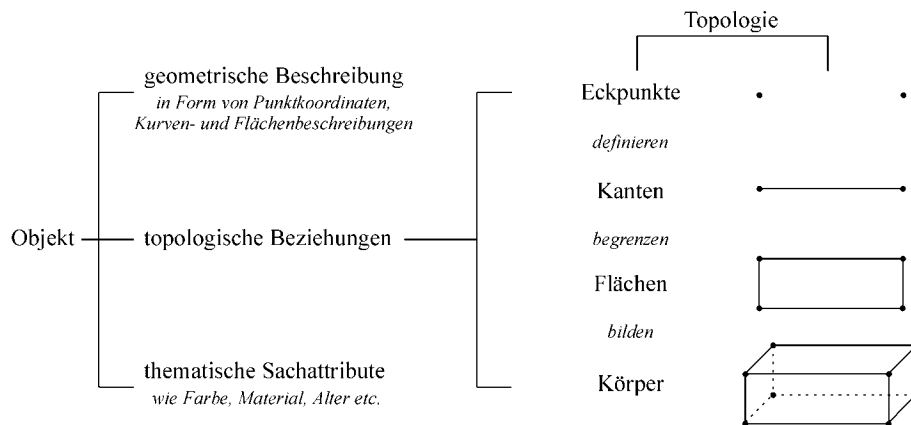 Topologie
geometrische Beschreibung
in Form von Punktkoordinaten,
Kurven- und Flächenbeschreibungen
Eckpunkte
definieren
Kanten
Objekt
topologische Beziehungen
begrenzen
Flächen
bilden
thematische Sachattribute
wie Farbe, Material, Alter etc.
Körper